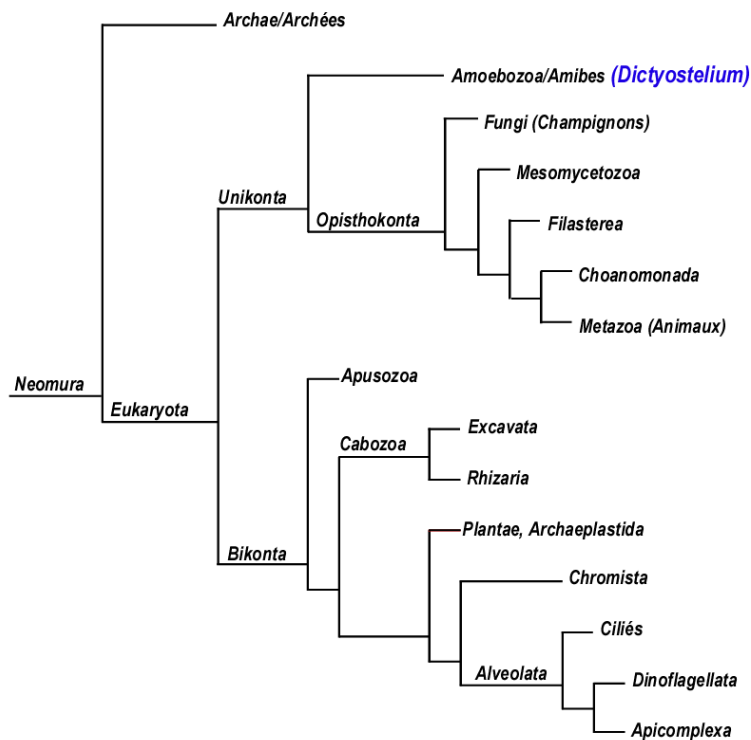 Archae/Archées
Amoebozoa/Amibes (Dictyostelium)
Fungi (Champignons)
Mesomycetozoa
Unikonta
Opisthokonta
Filasterea
Choanomonada
Metazoa (Animaux)
Neomura
Apusozoa
Eukaryota
Excavata
Cabozoa
Rhizaria
Plantae, Archaeplastida
Bikonta
Chromista
Ciliés
Alveolata
Dinoflagellata
Apicomplexa